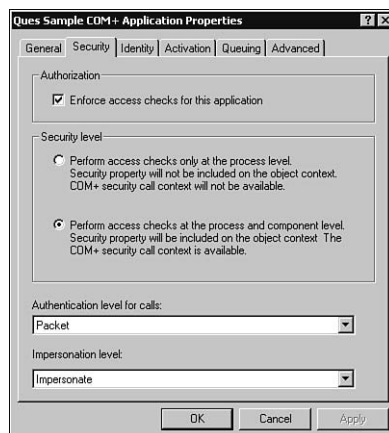 Ques Sample COM+ Application Properties
General Security Identity Activation Queuing Advanced
Authorization
Enforce access checks for this application
Security level
Perform access checks only at the process level.
Security property will not be included on the object context.
COM+ security call context will not be available.
Perform access checks at the process and component level.
Security property will be included on the object context The
COM+ security call context is available.
Authentication level for calls:
Packet
Impersonation level:
Impersonate
OK Cancel Apply